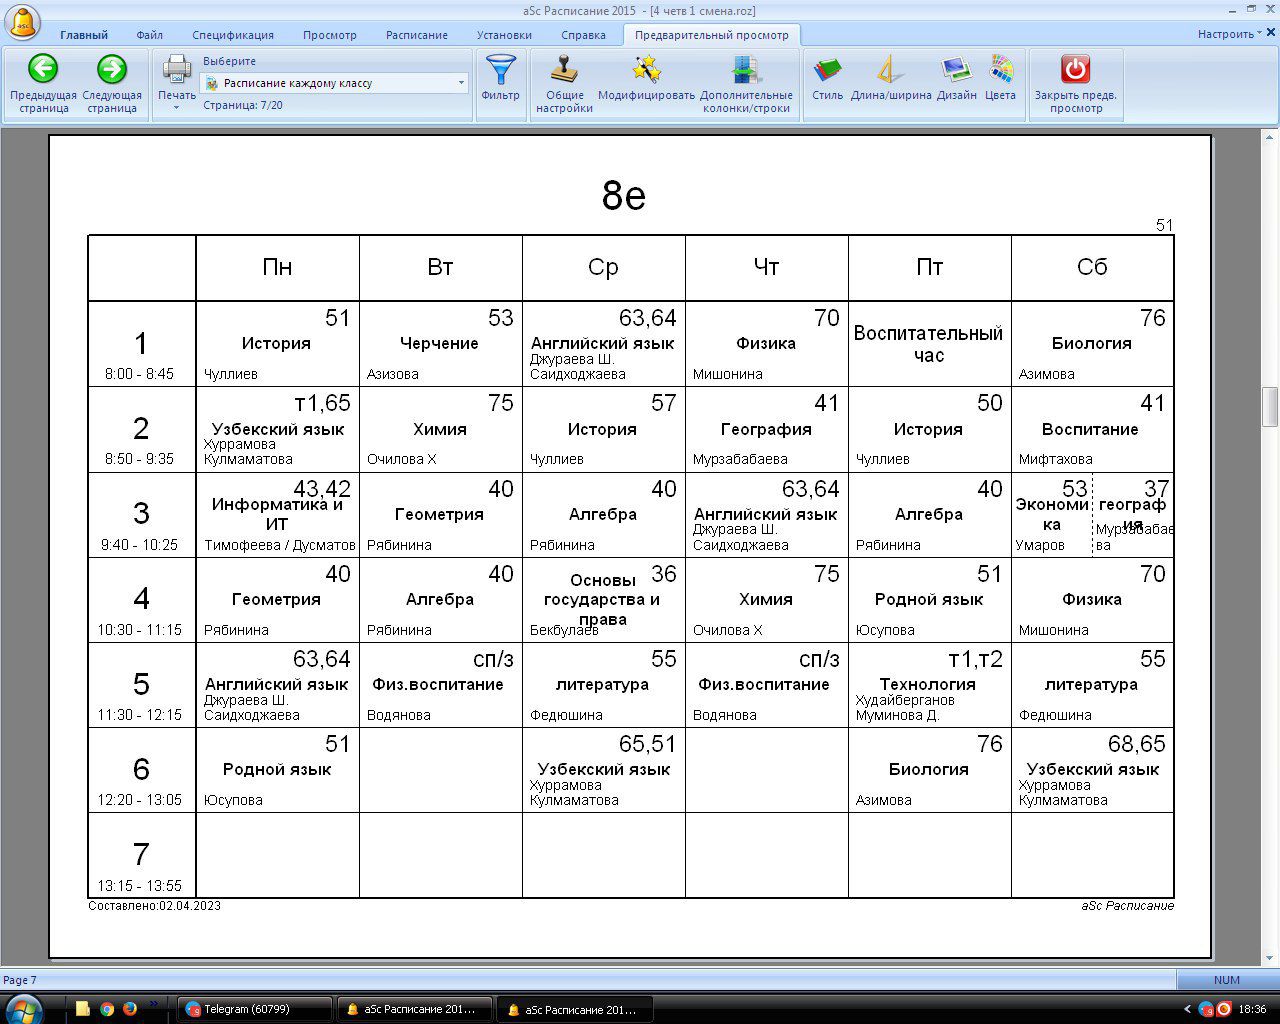 aSc Расписание 2015 - [4 четв 1 смена.roz]
Главный Файл Спецификация Просмотр Расписание Установки Справка Предварительный просмотр Настроить
Предыдущая страница
Следующая страница
Печать
Выберите
Расписание каждому классу
Страница: 7/20
Фильтр
Общие настройки
Модифицировать
Дополнительные колонки/строки
Стиль
Длина/ширина
Дизайн
Цвета
Закрыть предв. просмотр
8е
51
Пн Вт Ср Чт Пт Сб
1
8:00 - 8:45
51
История
Чуллиев
53
Черчение
Азизова
63,64
Английский язык
Джураева Ш.
Саидходжаева
70
Физика
Мишонина
Воспитательный
час
76
Биология
Азимова
2
8:50 - 9:35
т1,65
Узбекский язык
Хуррамова
Кулмаматова
75
Химия
Очилова Х
57
История
Чуллиев
41
География
Мурзабабаева
50
История
Чуллиев
41
Воспитание
Мифтахова
3
9:40 - 10:25
43,42
Информатика и
ИТ
Тимофеева / Дусматов
40
Геометрия
Рябинина
40
Алгебра
Рябинина
63,64
Английский язык
Джураева Ш.
Саидходжаева
40
Алгебра
Рябинина
53
Экономи
ка
Умаров
37
географ
ия
Мурзабабае
ва
4
10:30 - 11:15
40
Геометрия
Рябинина
40
Алгебра
Рябинина
36
Основы
государства и
права
Бекбулаев
75
Химия
Очилова Х
51
Родной язык
Юсупова
70
Физика
Мишонина
5
11:30 - 12:15
63,64
Английский язык
Джураева Ш.
Саидходжаева
сп/з
Физ.воспитание
Водянова
55
литература
Федюшина
сп/з
Физ.воспитание
Водянова
т1,т2
Технология
Худайберганов
Муминова Д.
55
литература
Федюшина
6
12:20 - 13:05
51
Родной язык
Юсупова
65,51
Узбекский язык
Хуррамова
Кулмаматова
76
Биология
Азимова
68,65
Узбекский язык
Хуррамова
Кулмаматова
7
13:15 - 13:55
Составлено:02.04.2023
aSc Расписание
Page 7
NUM
Telegram (60799)
aSc Расписание 201...
aSc Расписание 201...
18:36